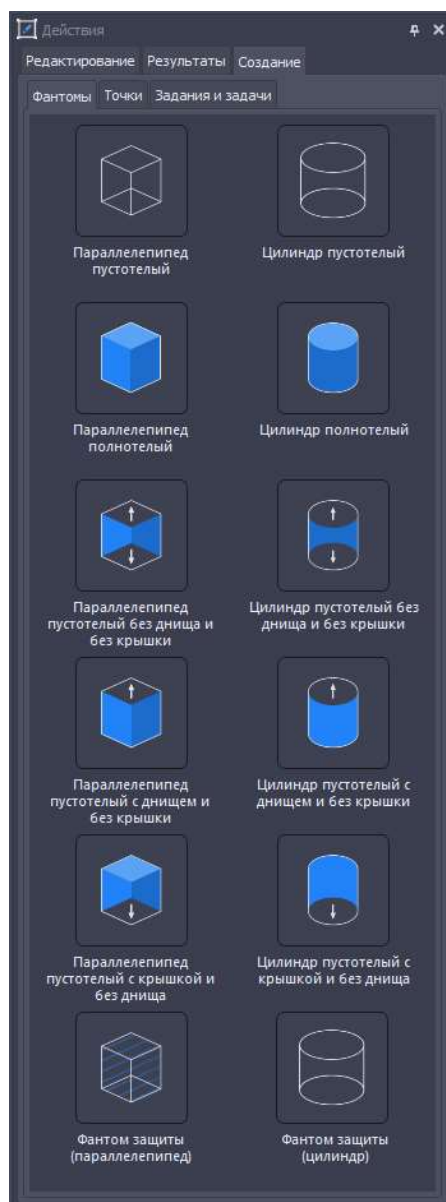 Действия
Редактирование Результаты Создание
Фантомы Точки Задания и задачи
Параллелепипед
пустотелый
Цилиндр пустотелый
Параллелепипед
полнотелый
Цилиндр полнотелый
Параллелепипед
пустотелый без днища и
без крышки
Цилиндр пустотелый без
днища и без крышки
Параллелепипед
пустотелый с днищем и
без крышки
Цилиндр пустотелый с
днищем и без крышки
Параллелепипед
пустотелый с крышкой и
без днища
Цилиндр пустотелый с
крышкой и без днища
Фантом защиты
(параллелепипед)
Фантом защиты
(цилиндр)